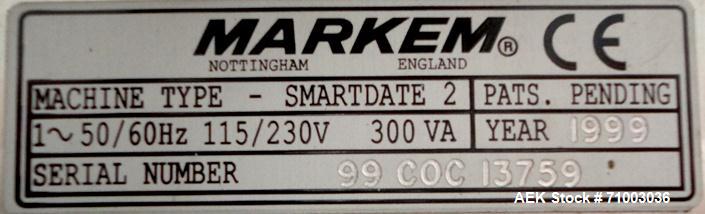 MARKEM® CE
NOTTINGHAM ENGLAND
MACHINE TYPE - SMARTDATE 2 PATS. PENDING
1~ 50/60Hz 115/230V 300 VA YEAR 1999
SERIAL NUMBER 99 COC 13759
AEK Stock # 71003036